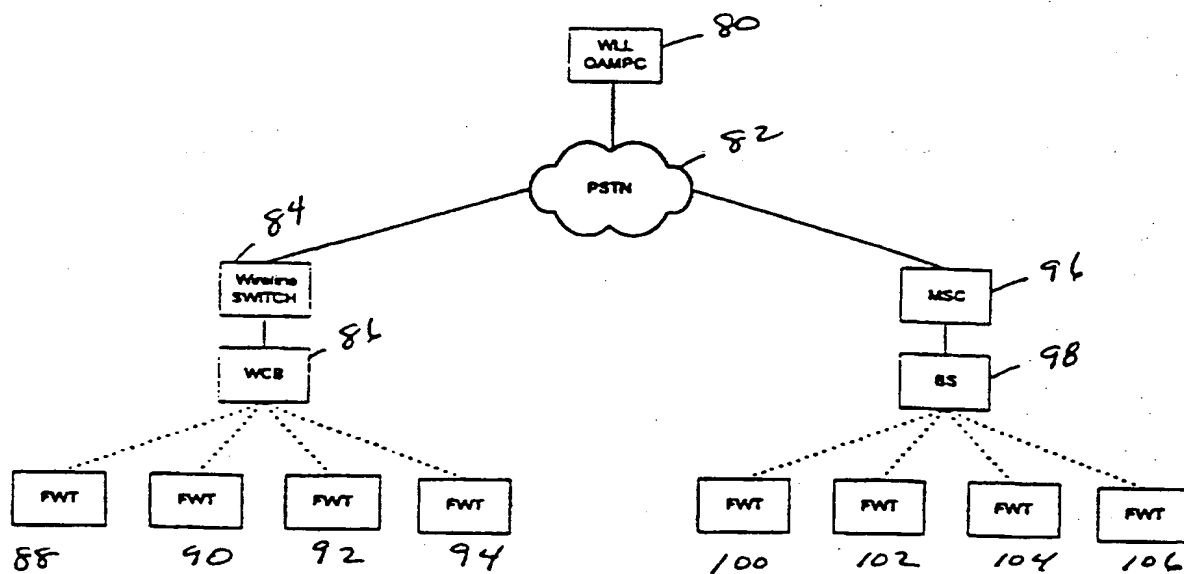 80
WLL
OAMPC
82
PSTN
84
Wireline
SWITCH
96
MSC
86
WCB
98
BS
FWT FWT FWT FWT FWT FWT FWT FWT
88 90 92 94 100 102 104 106